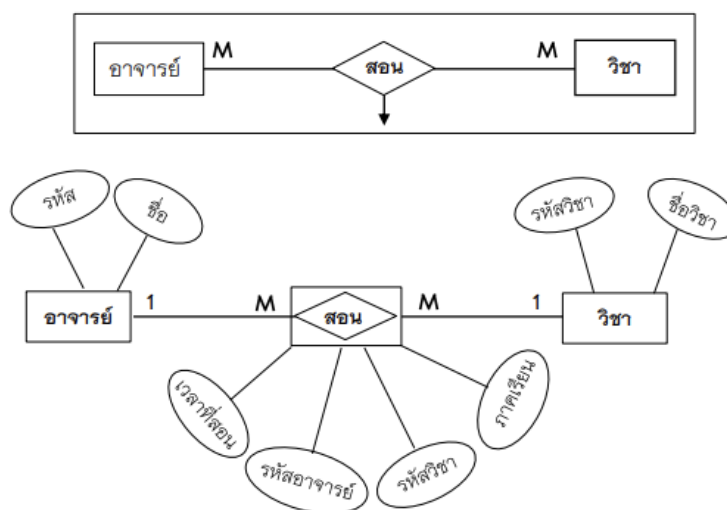 M M
อาจารย์ สอน วิชา
รหัส ชื่อ รหัสวิชา ชื่อวิชา
1 M M 1
อาจารย์ สอน วิชา
เวลาที่สอน รหัสอาจารย์ รหัสวิชา ภาคเรียน